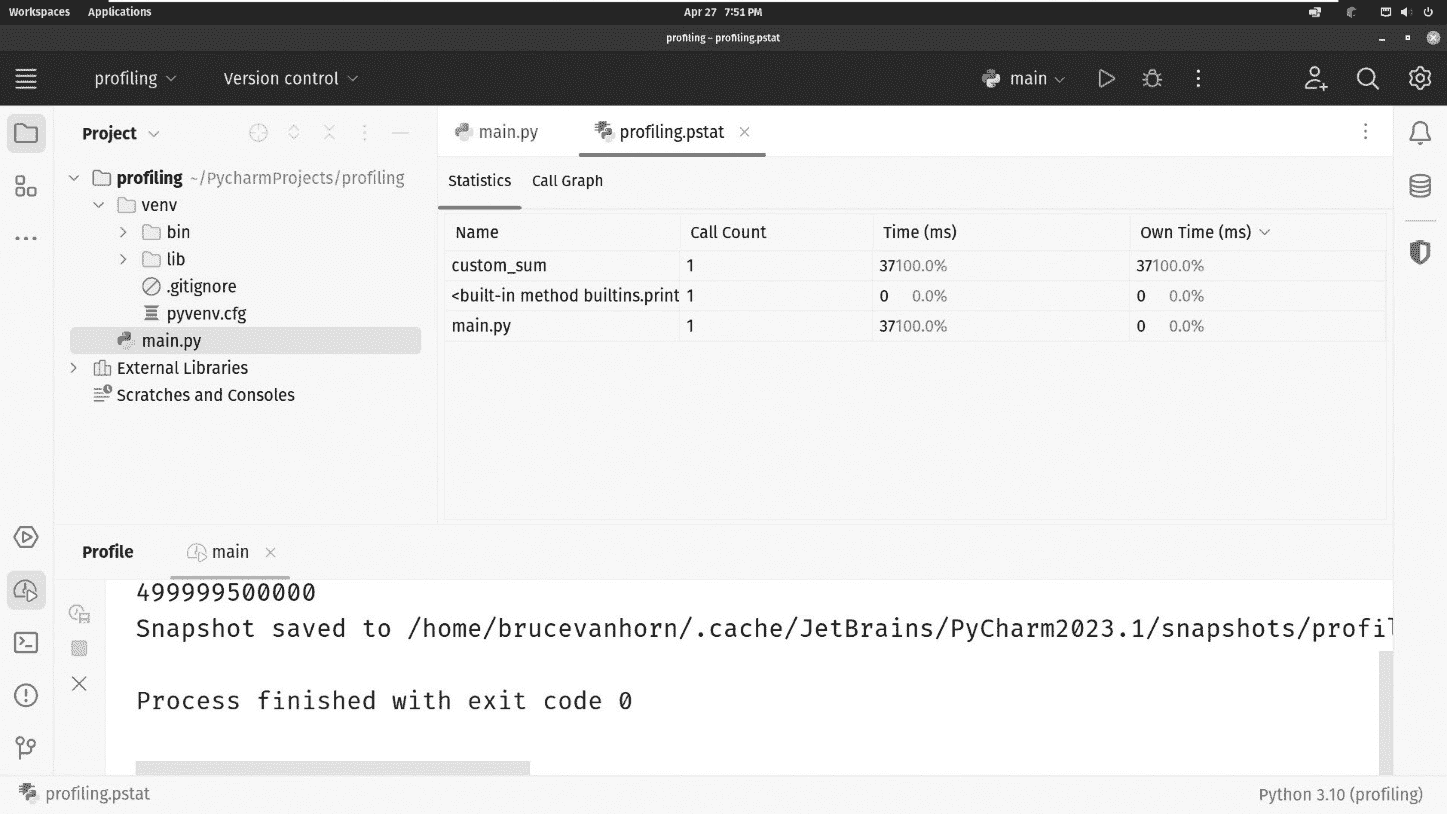 Workspaces Applications Apr 27 7:51 PM
profiling – profiling.pstat
profiling Version control main
Project
main.py profiling.pstat
profiling ~/PycharmProjects/profiling
venv
bin
lib
.gitignore
pyvenv.cfg
main.py
External Libraries
Scratches and Consoles
Statistics Call Graph
Name Call Count Time (ms) Own Time (ms)
custom_sum 1 37 100.0% 37 100.0%
<built-in method builtins.print 1 0 0.0% 0 0.0%
main.py 1 37 100.0% 0 0.0%
Profile main
499999500000
Snapshot saved to /home/brucevanhorn/.cache/JetBrains/PyCharm2023.1/snapshots/profil
Process finished with exit code 0
profiling.pstat Python 3.10 (profiling)